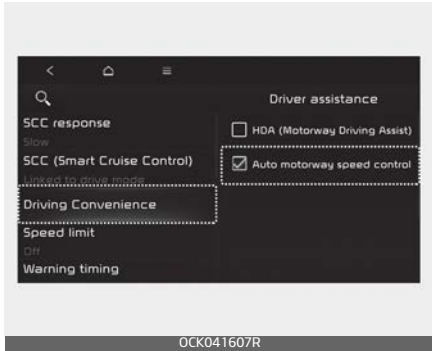 Driver assistance
SCC response
Slow
SCC (Smart Cruise Control)
Linked to drive mode
Driving Convenience
Speed limit
Off
Warning timing
HDA (Motorway Driving Assist)
Auto motorway speed control
OCK041607R